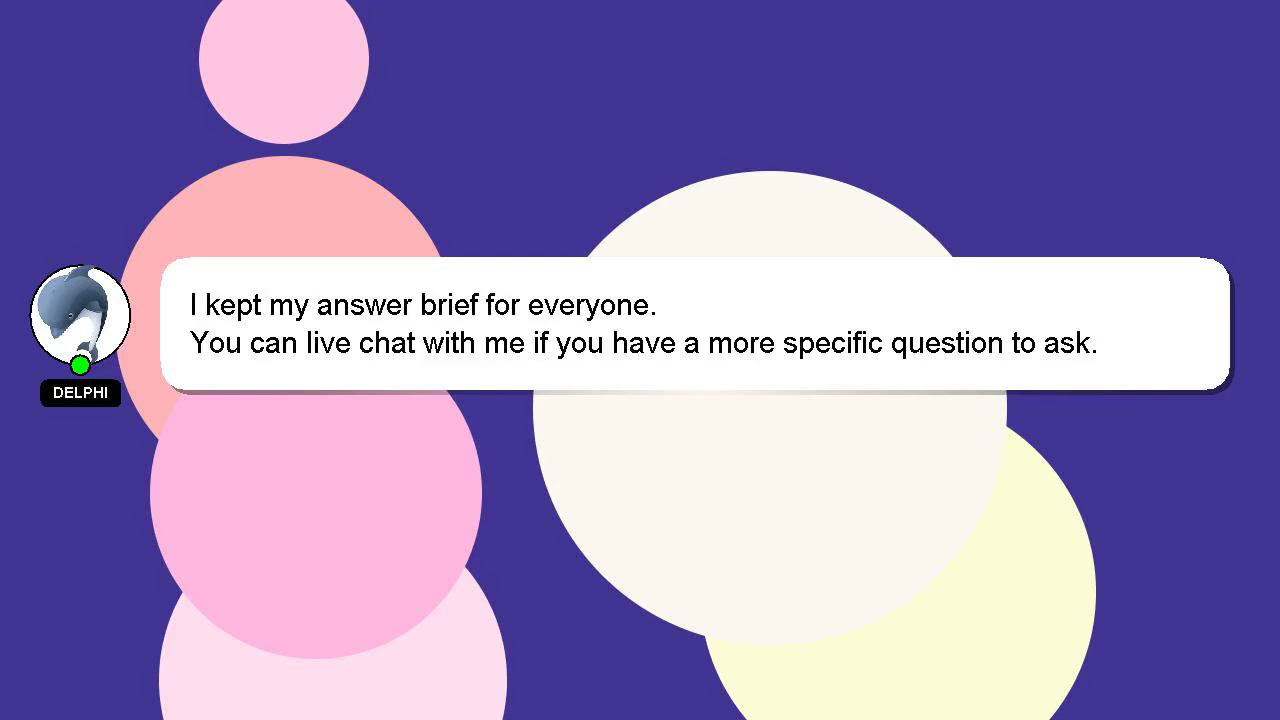 I kept my answer brief for everyone.
You can live chat with me if you have a more specific question to ask.
DELPHI